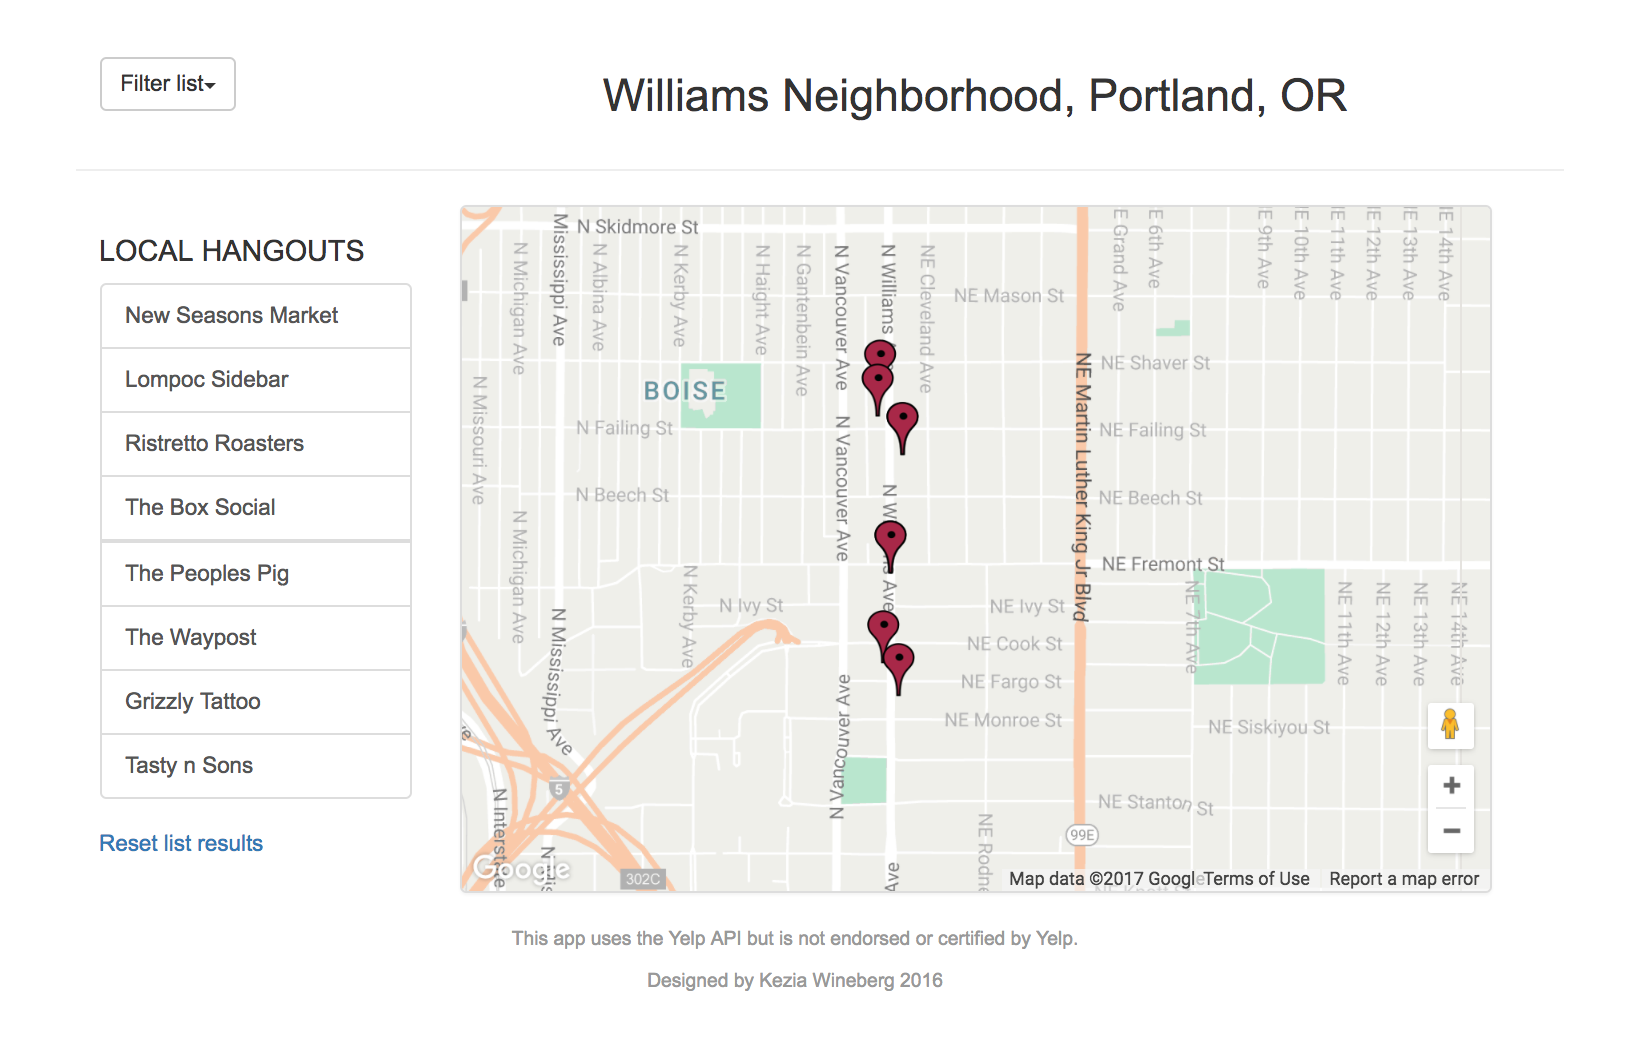 Filter list
Williams Neighborhood, Portland, OR
LOCAL HANGOUTS
New Seasons Market
Lompoc Sidebar
Ristretto Roasters
The Box Social
The Peoples Pig
The Waypost
Grizzly Tattoo
Tasty n Sons
Reset list results
N Skidmore St
Mississippi Ave
N Michigan Ave
N Albina Ave
N Kerby Ave
N Haight Ave
N Gantenbein Ave
N Vancouver Ave
N Williams
NE Cleveland Ave
NE Mason St
E Grand Ave
E 6th Ave
IE 9th Ave
IE 10th Ave
IE 11th Ave
IE 12th Ave
IE 13th Ave
IE 14th Ave
NE Shaver St
BOISE
N Missouri Ave
N Failing St
N Vancouver Ave
NE Martin Luther King Jr Blvd
NE Failing St
N Beech St
NE Beech St
N Michigan Ave
Ave
NE Fremont St
N Kerby Ave
N Ivy St
NE Ivy St
NE 7th Ave
NE 11th Ave
NE 12th Ave
NE 13th Ave
NE 14th Ave
N Mississippi Ave
NE Cook St
NE Fargo St
N Vancouver Ave
NE Monroe St
NE Siskiyou St
5
NE Stanton St
99E
NE Rodne
Ave
302C
Google
Map data ©2017 Googl
Terms of Use
Report a map error
This app uses the Yelp API but is not endorsed or certified by Yelp.
Designed by Kezia Wineberg 2016